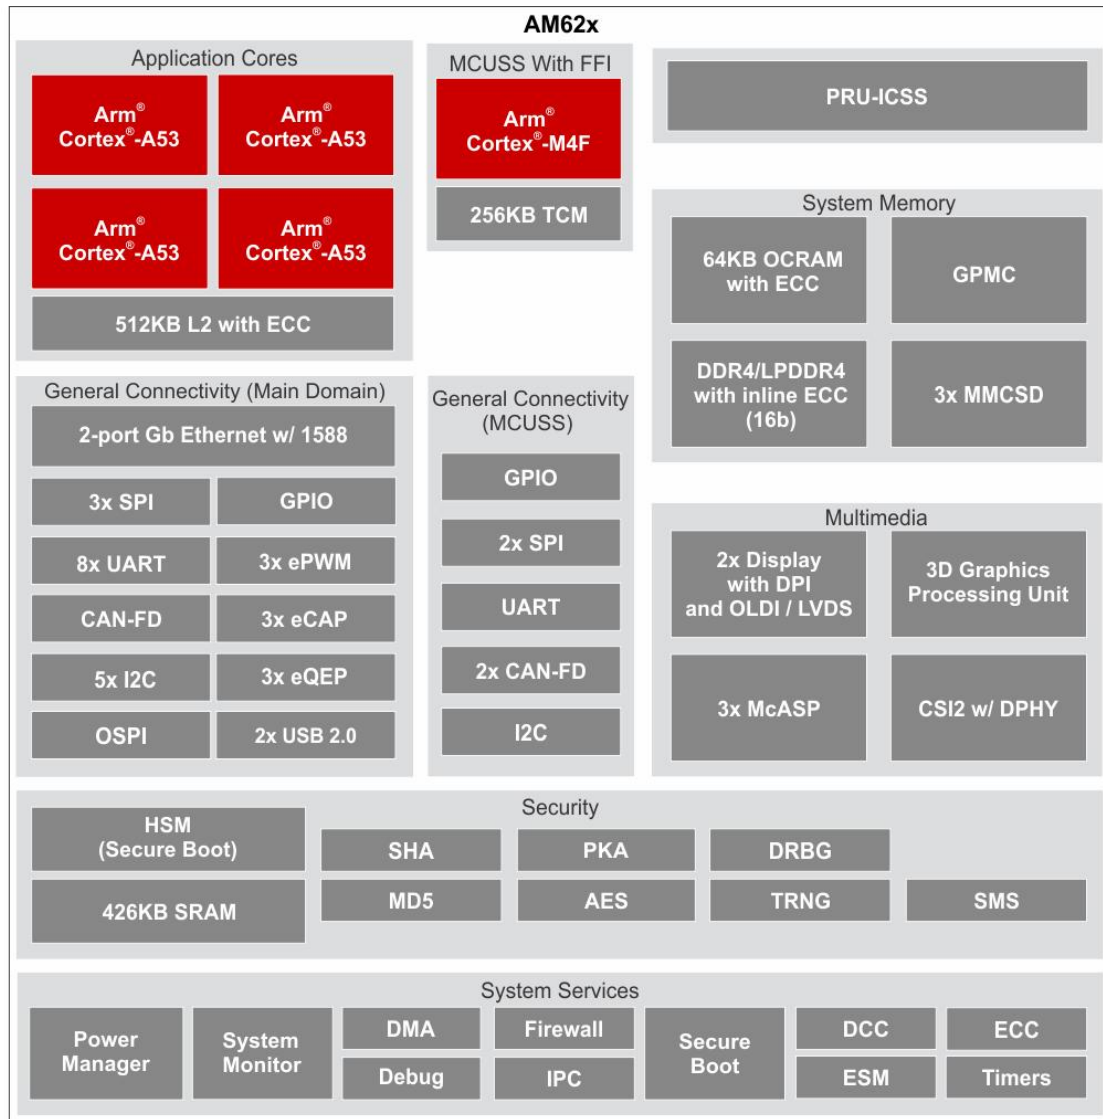 AM62x
Application Cores
Arm®
Cortex®-A53
Arm®
Cortex®-A53
Arm®
Cortex®-A53
Arm®
Cortex®-A53
512KB L2 with ECC
MCUSS With FFI
Arm®
Cortex®-M4F
256KB TCM
PRU-ICSS
System Memory
64KB OCRAM
with ECC
GPMC
DDR4/LPDDR4
with inline ECC
(16b)
3x MMCSD
General Connectivity (Main Domain)
2-port Gb Ethernet w/ 1588
3x SPI
GPIO
8x UART
3x ePWM
CAN-FD
3x eCAP
5x I2C
3x eQEP
OSPI
2x USB 2.0
General Connectivity
(MCUSS)
GPIO
2x SPI
UART
2x CAN-FD
I2C
Multimedia
2x Display
with DPI
and OLDI / LVDS
3D Graphics
Processing Unit
3x McASP
CSI2 w/ DPHY
Security
HSM
(Secure Boot)
426KB SRAM
SHA
PKA
DRBG
MD5
AES
TRNG
SMS
System Services
Power
Manager
System
Monitor
DMA
Debug
Firewall
IPC
Secure
Boot
DCC
ECC
ESM
Timers